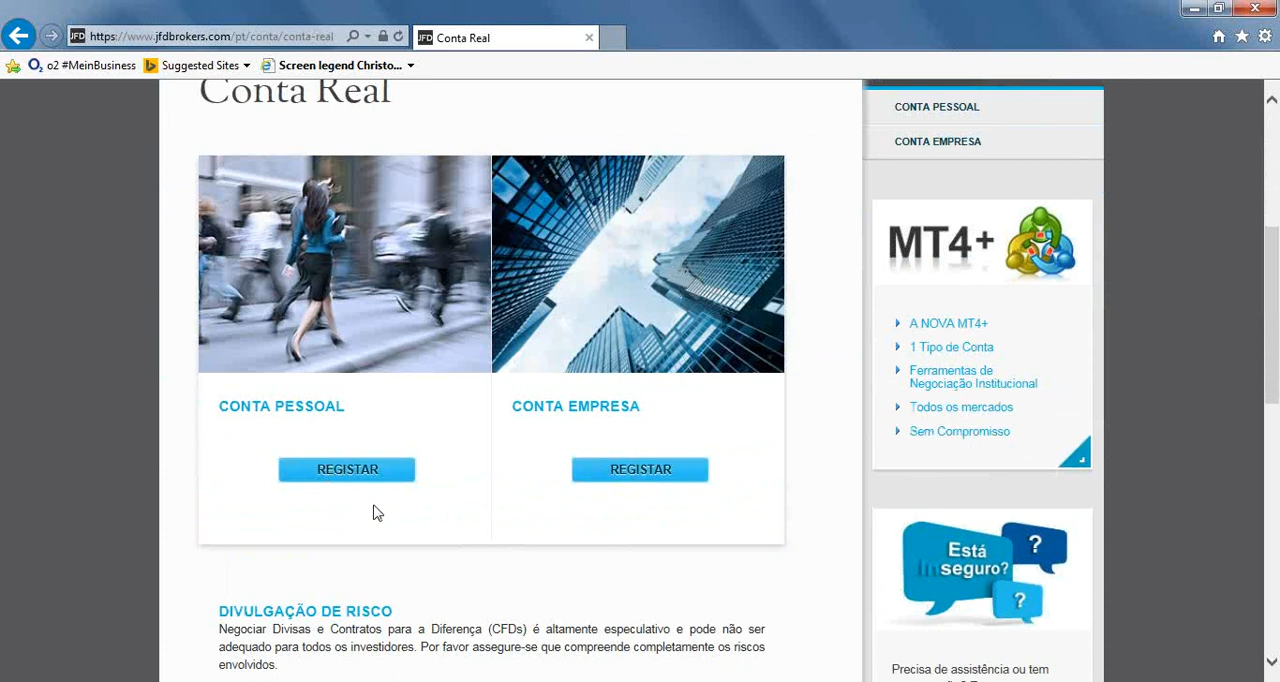 JFD https://www.jfdbrokers.com/pt/conta/conta-real
JFD Conta Real
o2 #MeinBusiness
Suggested Sites
Screen legend Christo...
Conta Real
CONTA PESSOAL
REGISTAR
CONTA EMPRESA
REGISTAR
DIVULGAÇÃO DE RISCO
Negociar Divisas e Contratos para a Diferença (CFDs) é altamente especulativo e pode não ser
adequado para todos os investidores. Por favor assegure-se que compreende completamente os riscos
envolvidos.
CONTA PESSOAL
CONTA EMPRESA
MT4+
A NOVA MT4+
1 Tipo de Conta
Ferramentas de
Negociação Institucional
Todos os mercados
Sem Compromisso
Está
Inseguro?
?
?
Precisa de assistência ou tem